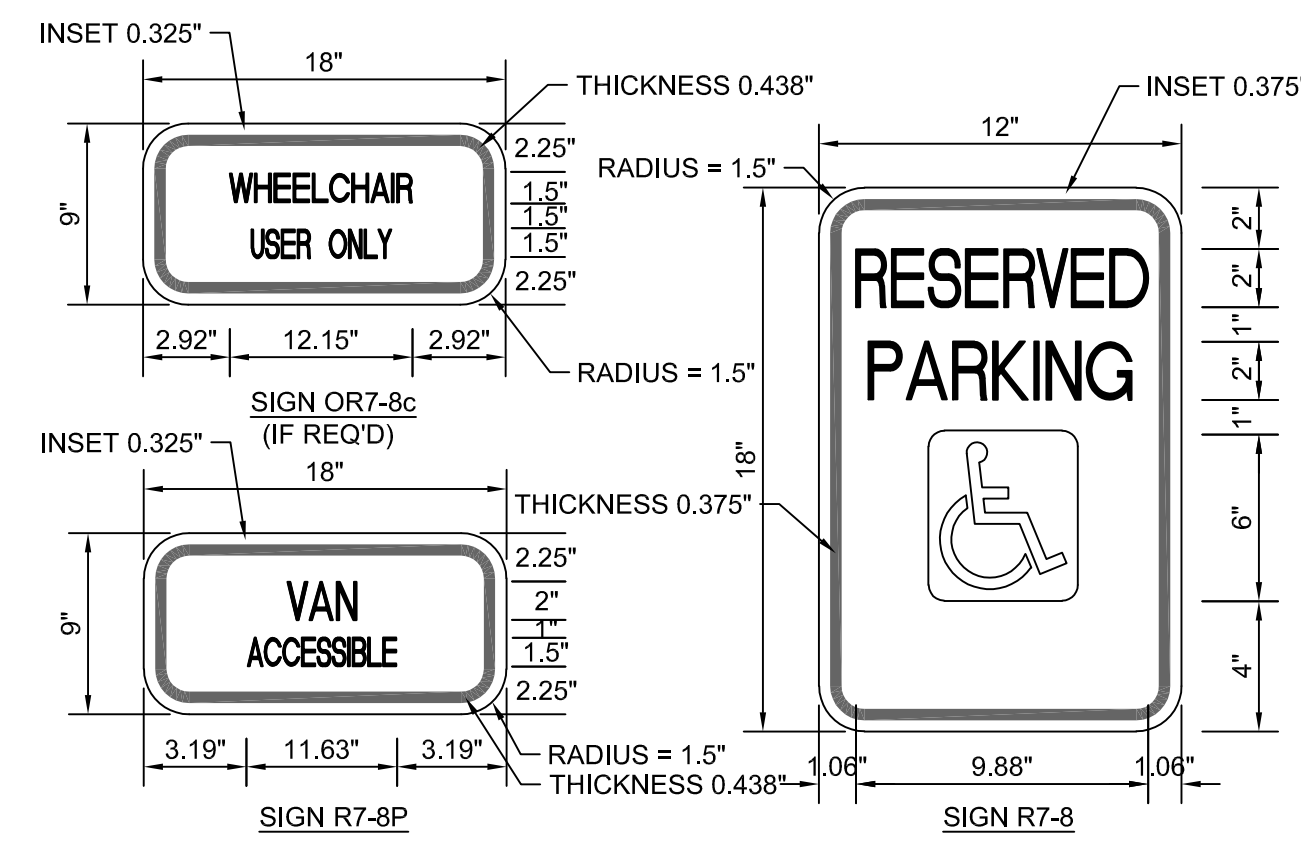 INSET 0.325"
18"
THICKNESS 0.438"
9"
WHEELCHAIR
USER ONLY
2.25"
1.5"
1.5"
1.5"
2.25"
2.92" 12.15" 2.92"
RADIUS = 1.5"
SIGN OR7-8c
(IF REQ'D)
INSET 0.325"
18"
9"
VAN
ACCESSIBLE
2.25"
2"
1"
1.5"
2.25"
3.19" 11.63" 3.19"
RADIUS = 1.5"
THICKNESS 0.438"
SIGN R7-8P
INSET 0.375"
12"
RADIUS = 1.5"
18"
RESERVED
PARKING
THICKNESS 0.375"
2"
2"
1"
2"
1"
6"
4"
1.06" 9.88" 1.06"
SIGN R7-8